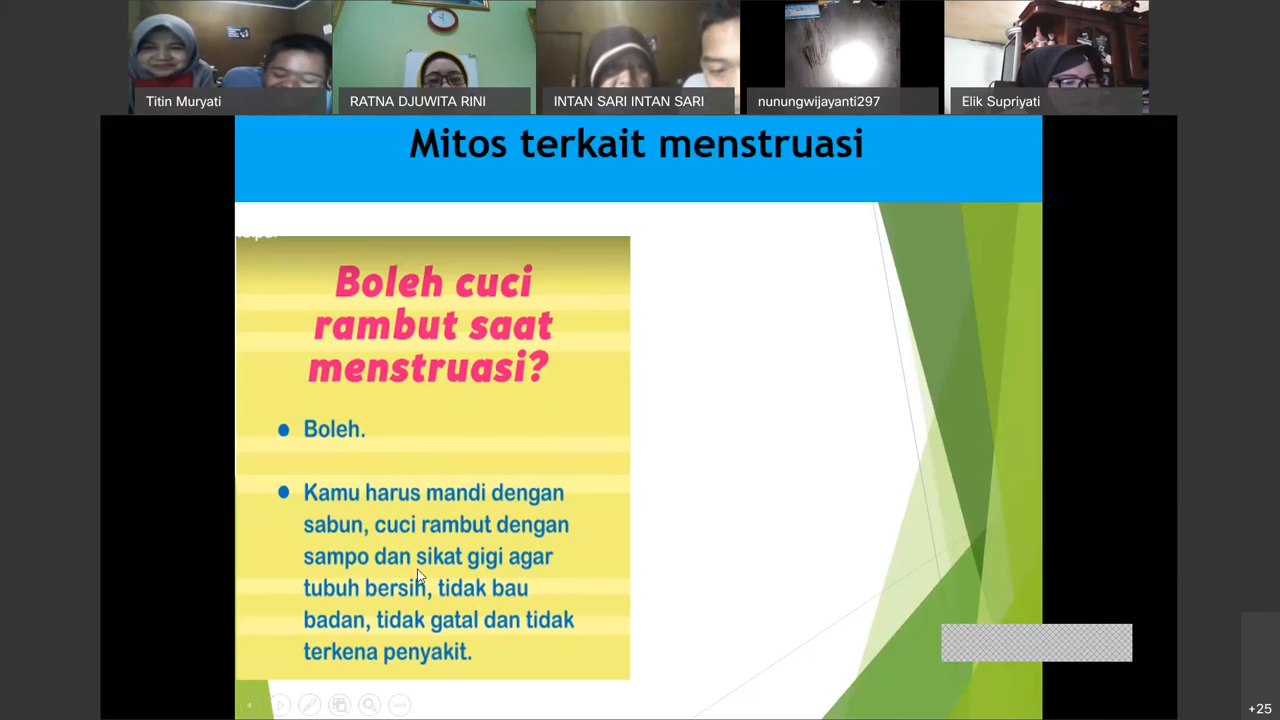 Titin Muryati
RATNA DJUWITA RINI
INTAN SARI INTAN SARI
nunungwijayanti297
Elik Supriyati
Mitos terkait menstruasi
Boleh cuci
rambut saat
menstruasi?
Boleh.
Kamu harus mandi dengan
sabun, cuci rambut dengan
sampo dan sikat gigi agar
tubuh bersih, tidak bau
badan, tidak gatal dan tidak
terkena penyakit.
+25